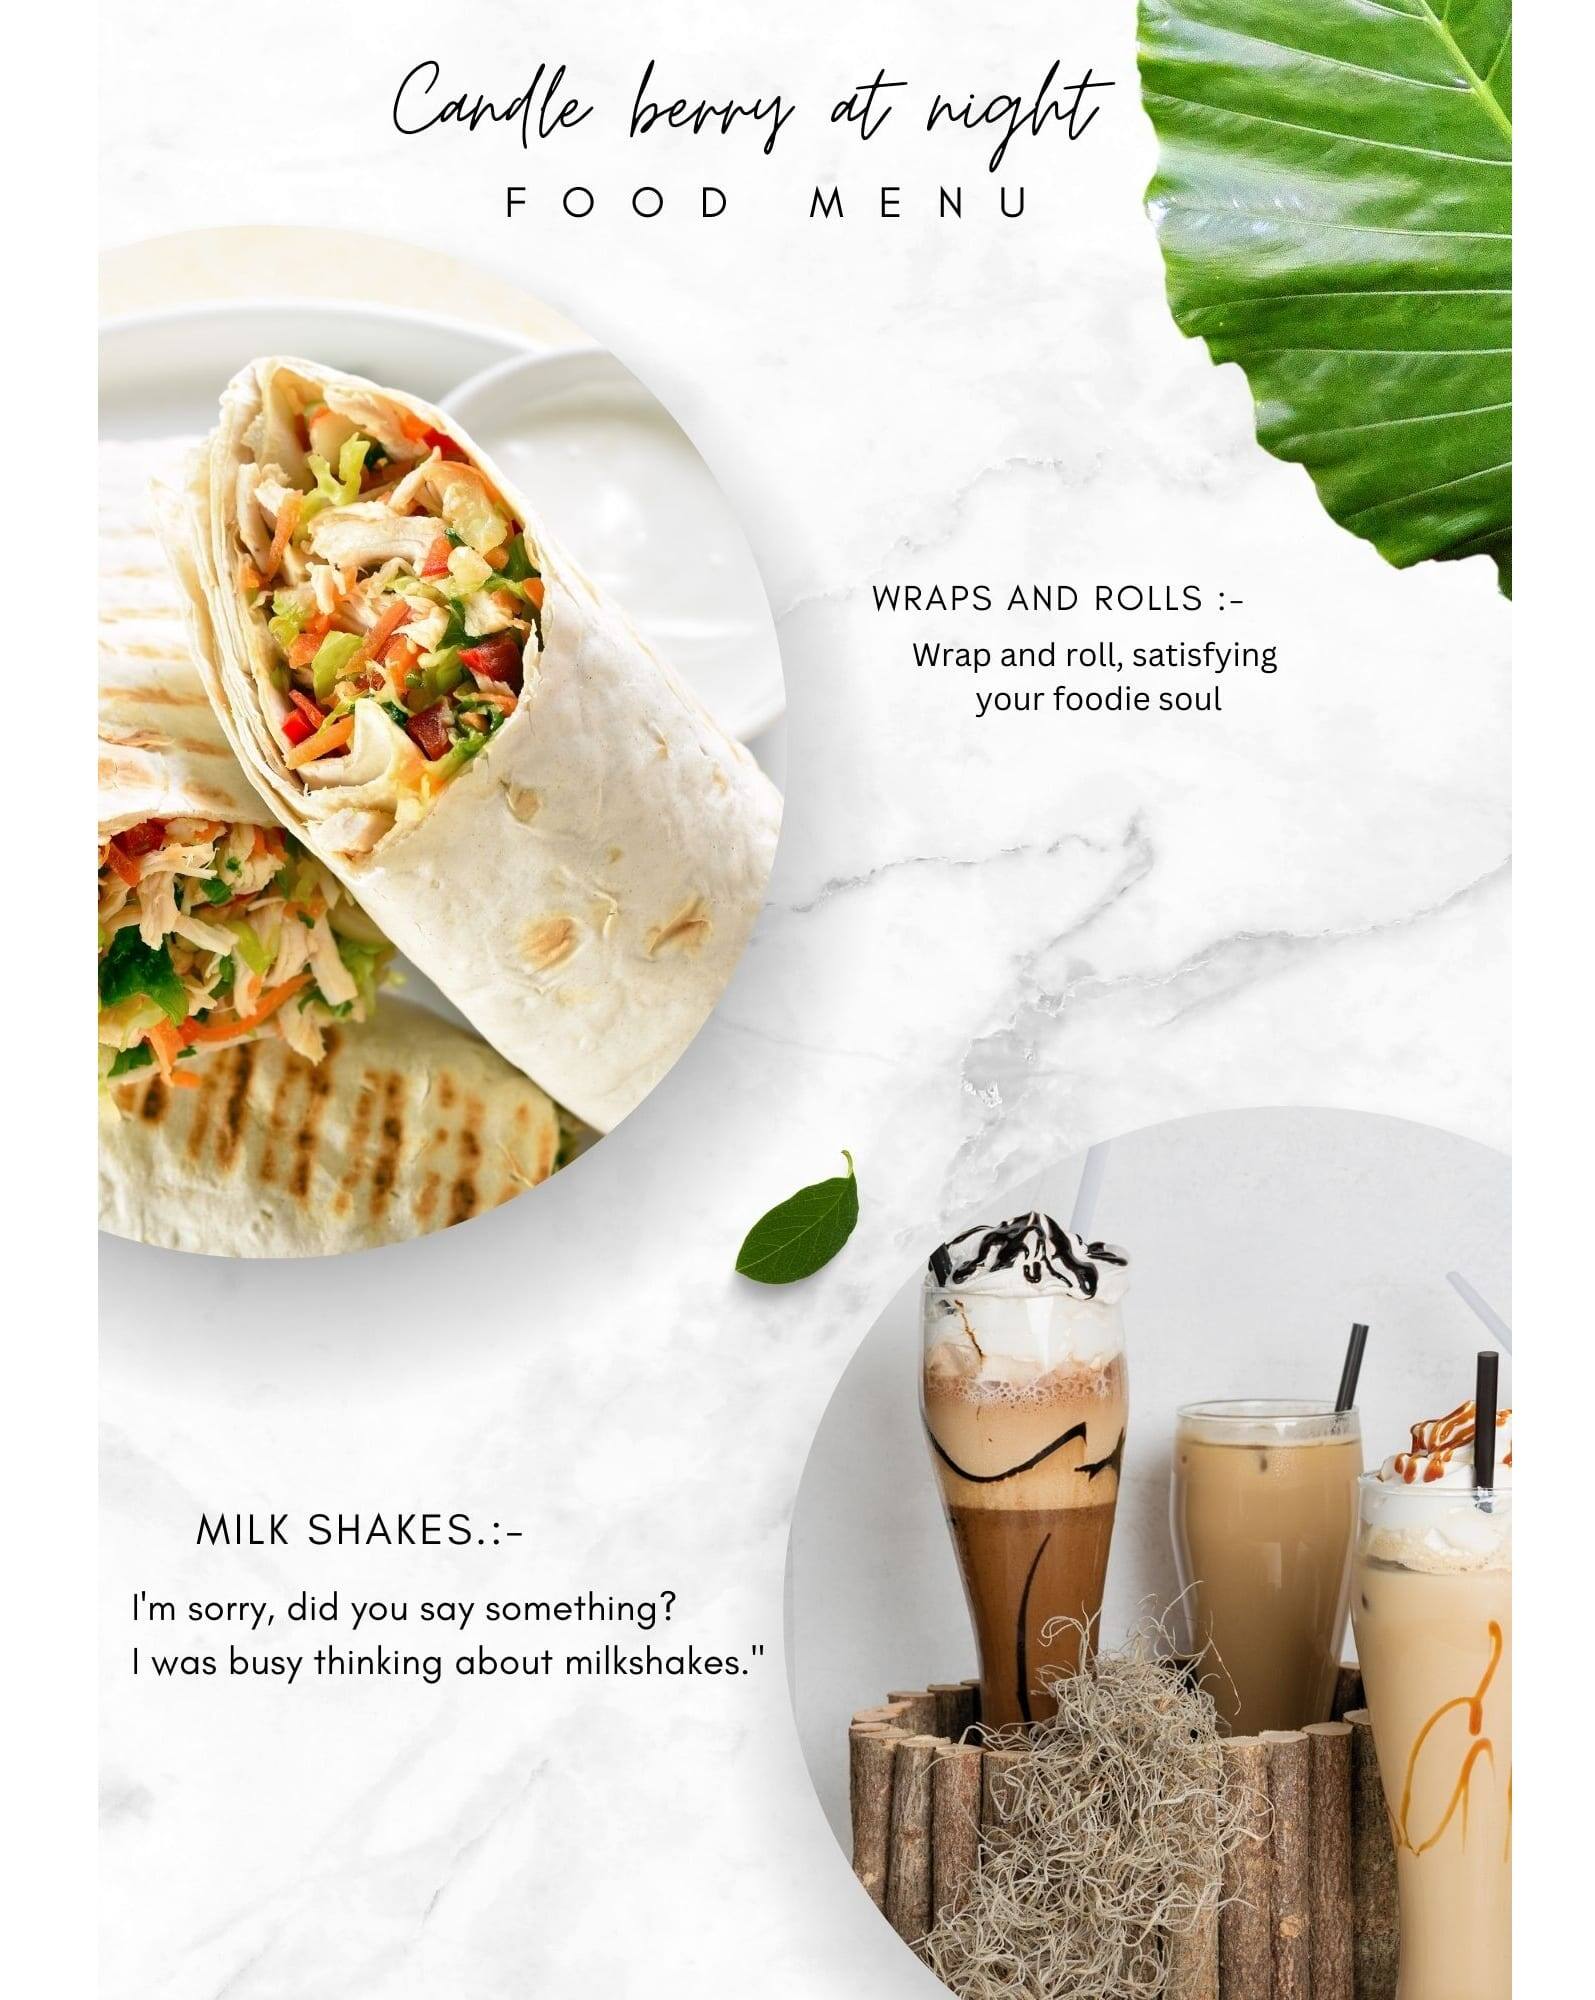 Candle berry at night
FOOD MENU
WRAPS AND ROLLS :-
Wrap and roll, satisfying
your foodie soul
MILK SHAKES.:-
I'm sorry, did you say something?
I was busy thinking about milkshakes."